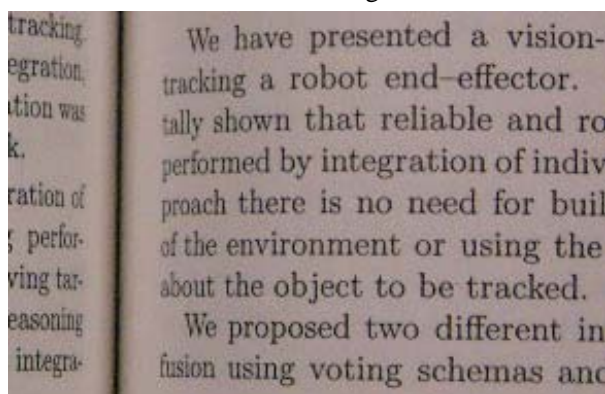 tracking
egration,
ation was
k.
ration of
g perfor-
ving tar-
easoning
integra-
We have presented a vision-
tracking a robot end–effector.
tally shown that reliable and ro
performed by integration of indiv
proach there is no need for buil
of the environment or using the
about the object to be tracked.
We proposed two different in
fusion using voting schemas and